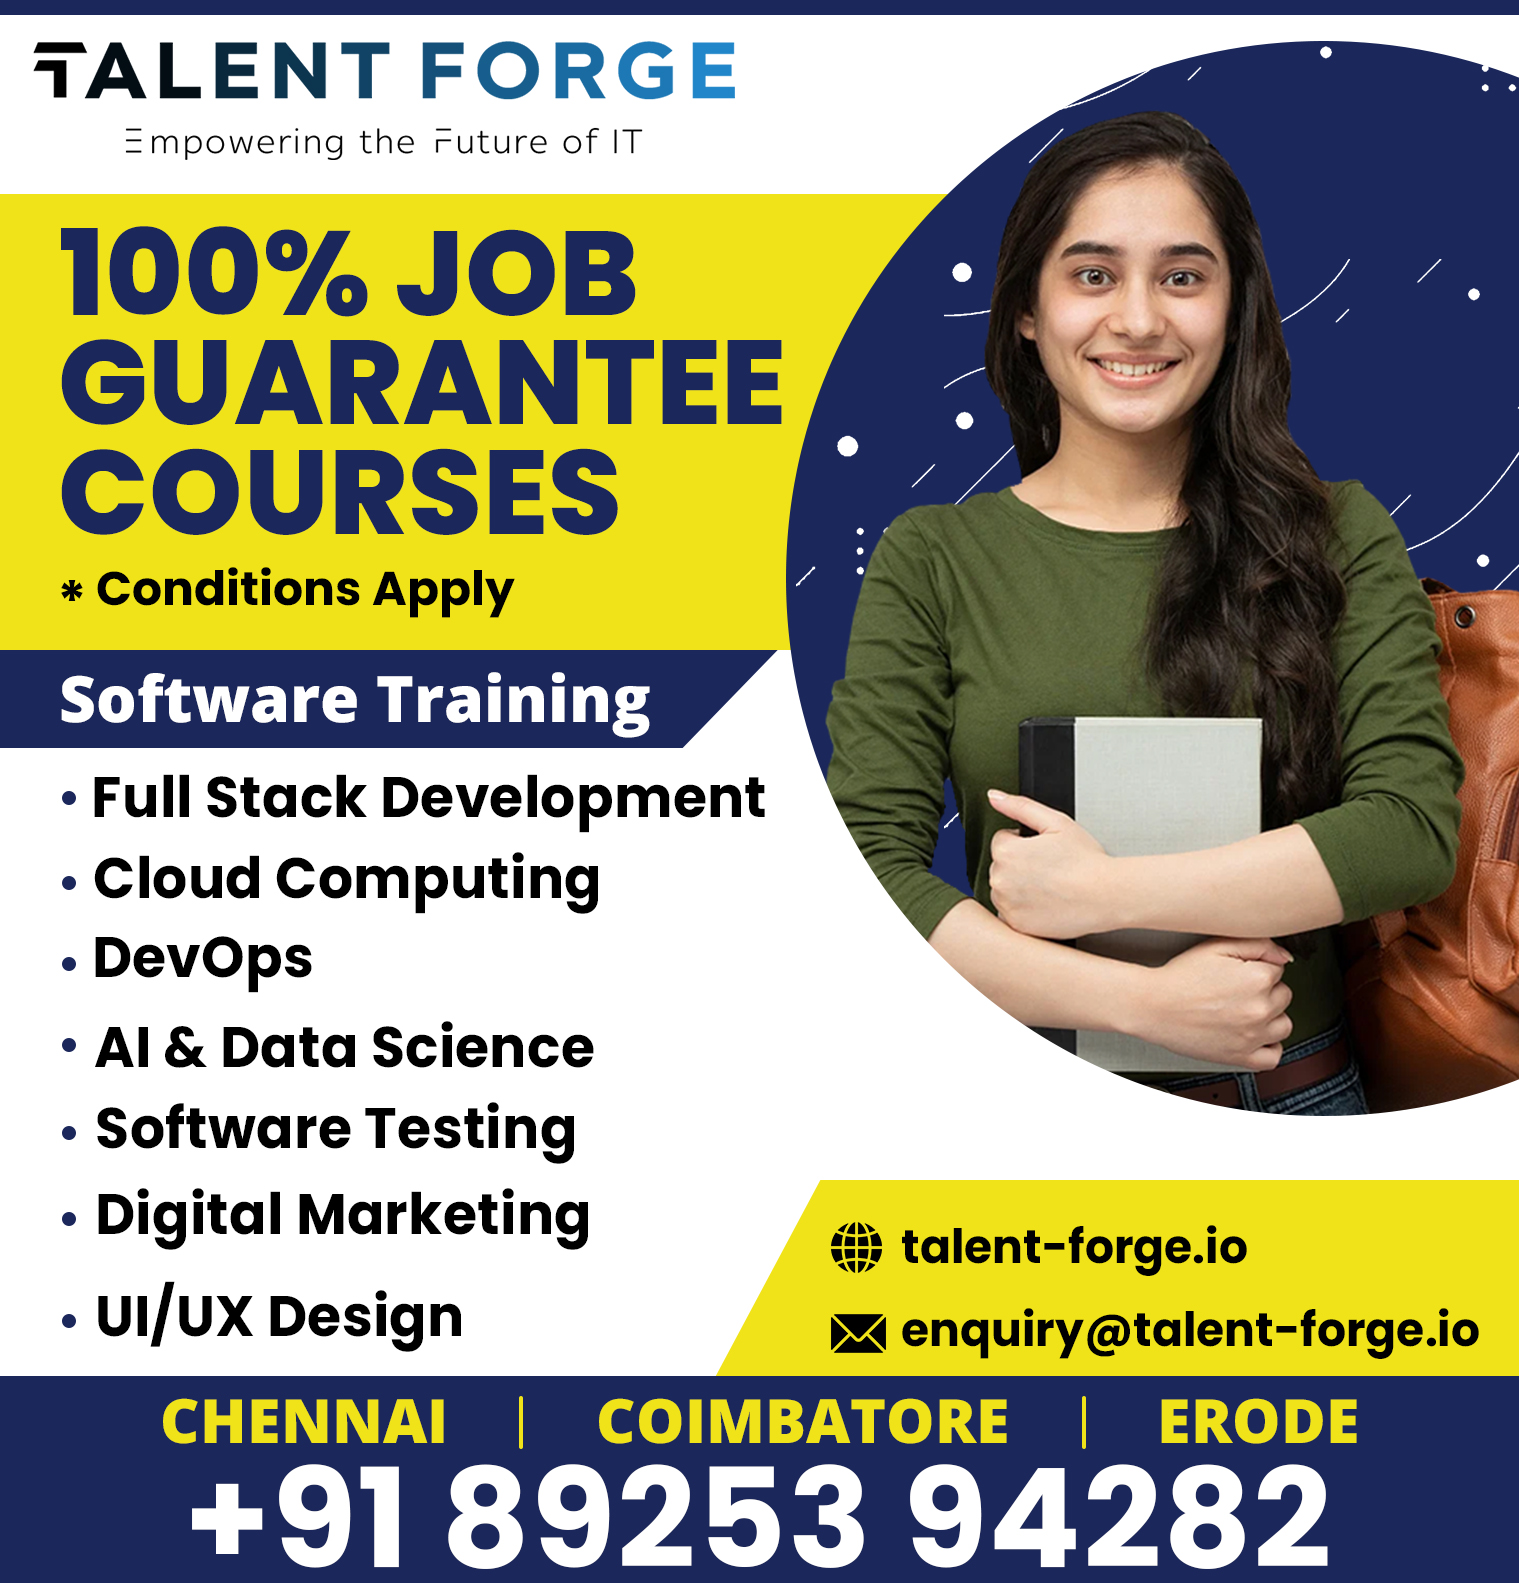 TALENT FORGE
Empowering the Future of IT
100% JOB
GUARANTEE
COURSES
* Conditions Apply
Software Training
• Full Stack Development
• Cloud Computing
• DevOps
• AI & Data Science
• Software Testing
• Digital Marketing
• UI/UX Design
talent-forge.io
enquiry@talent-forge.io
CHENNAI | COIMBATORE | ERODE
+91 89253 94282